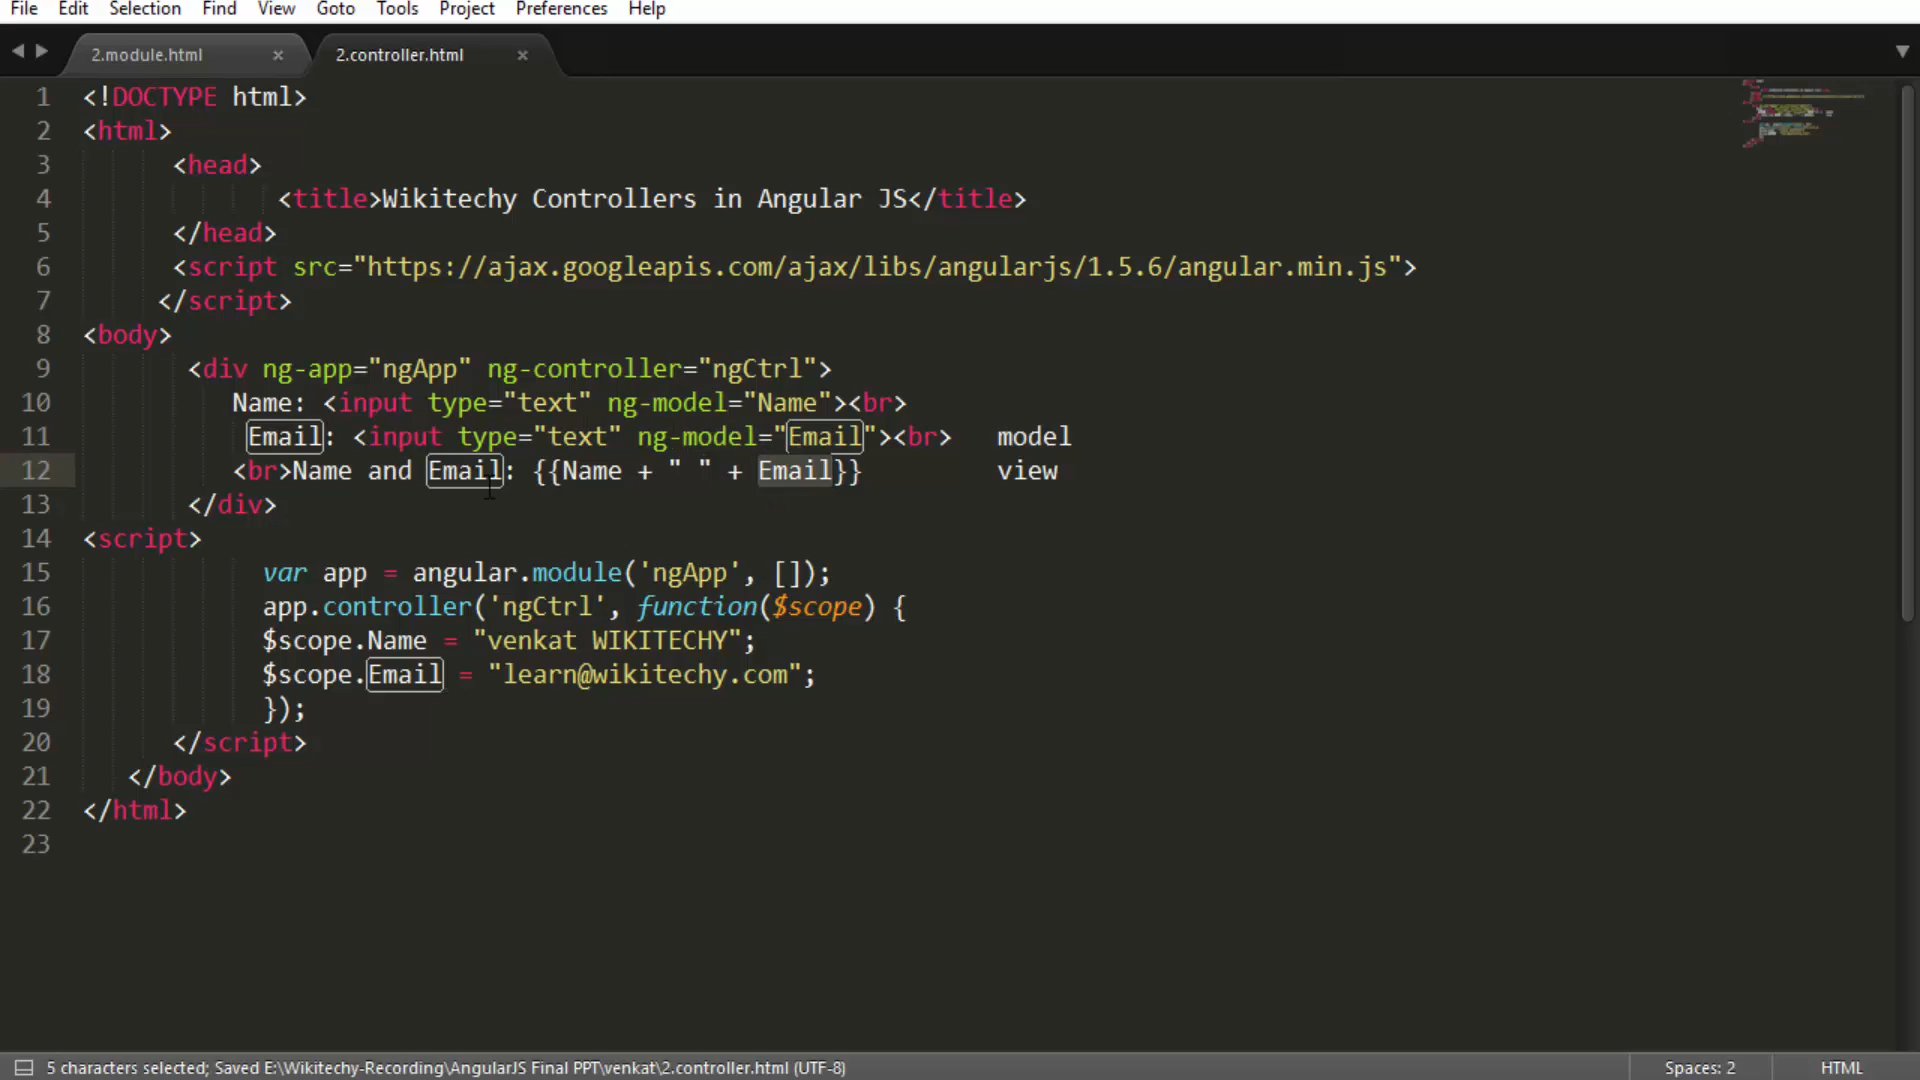 File Edit Selection Find View Goto Tools Project Preferences Help
2.module.html × 2.controller.html ×
1 <!DOCTYPE html>
2 <html>
3 <head>
4 <title>Wikitechy Controllers in Angular JS</title>
5 </head>
6 <script src="https://ajax.googleapis.com/ajax/libs/angularjs/1.5.6/angular.min.js">
7 </script>
8 <body>
9 <div ng-app="ngApp" ng-controller="ngCtrl">
10 Name: <input type="text" ng-model="Name"><br>
11 Email: <input type="text" ng-model="Email"><br> model
12 <br>Name and Email: {{Name + " " + Email}} view
13 </div>
14 <script>
15 var app = angular.module('ngApp', []);
16 app.controller('ngCtrl', function($scope) {
17 $scope.Name = "venkat WIKITECHY";
18 $scope.Email = "learn@wikitechy.com";
19 });
20 </script>
21 </body>
22 </html>
23
5 characters selected; Saved E:\Wikitechy-Recording\AngularJS Final PPT\venkat\2.controller.html (UTF-8) Spaces: 2 HTML